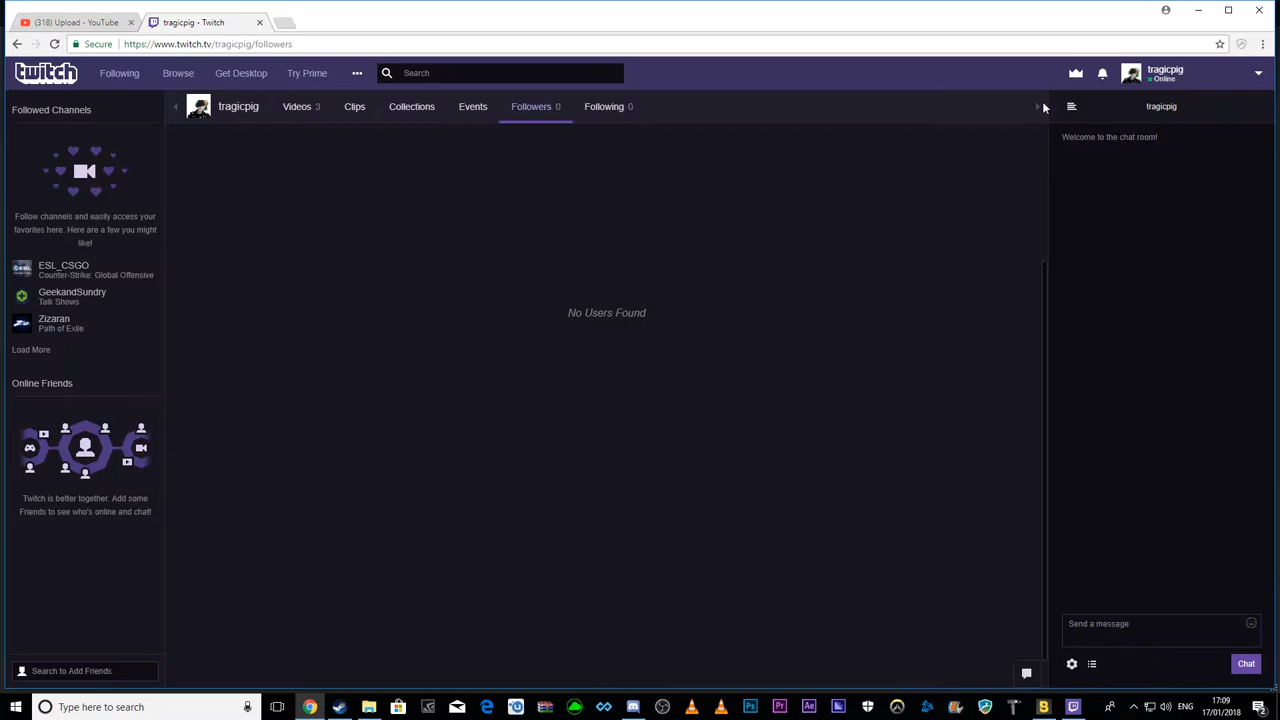 (318) Upload - YouTube
tragicpig - Twitch
Secure
https://www.twitch.tv/tragicpig/followers
twitch
Following
Browse
Get Desktop
Try Prime
Search
tragicpig
Online
Followed Channels
tragicpig
Videos 3
Clips
Collections
Events
Followers 0
Following 0
tragicpig
Welcome to the chat room!
Follow channels and easily access your
favorites here. Here are a few you might
like!
ESL_CSGO
Counter-Strike: Global Offensive
GeekandSundry
Talk Shows
Zizaran
Path of Exile
Load More
No Users Found
Online Friends
Twitch is better together. Add some
Friends to see who's online and chat!
Search to Add Friends
Send a message
Chat
Type here to search
Ps
Pr
Ae
ENG
17:09
17/01/2018
2